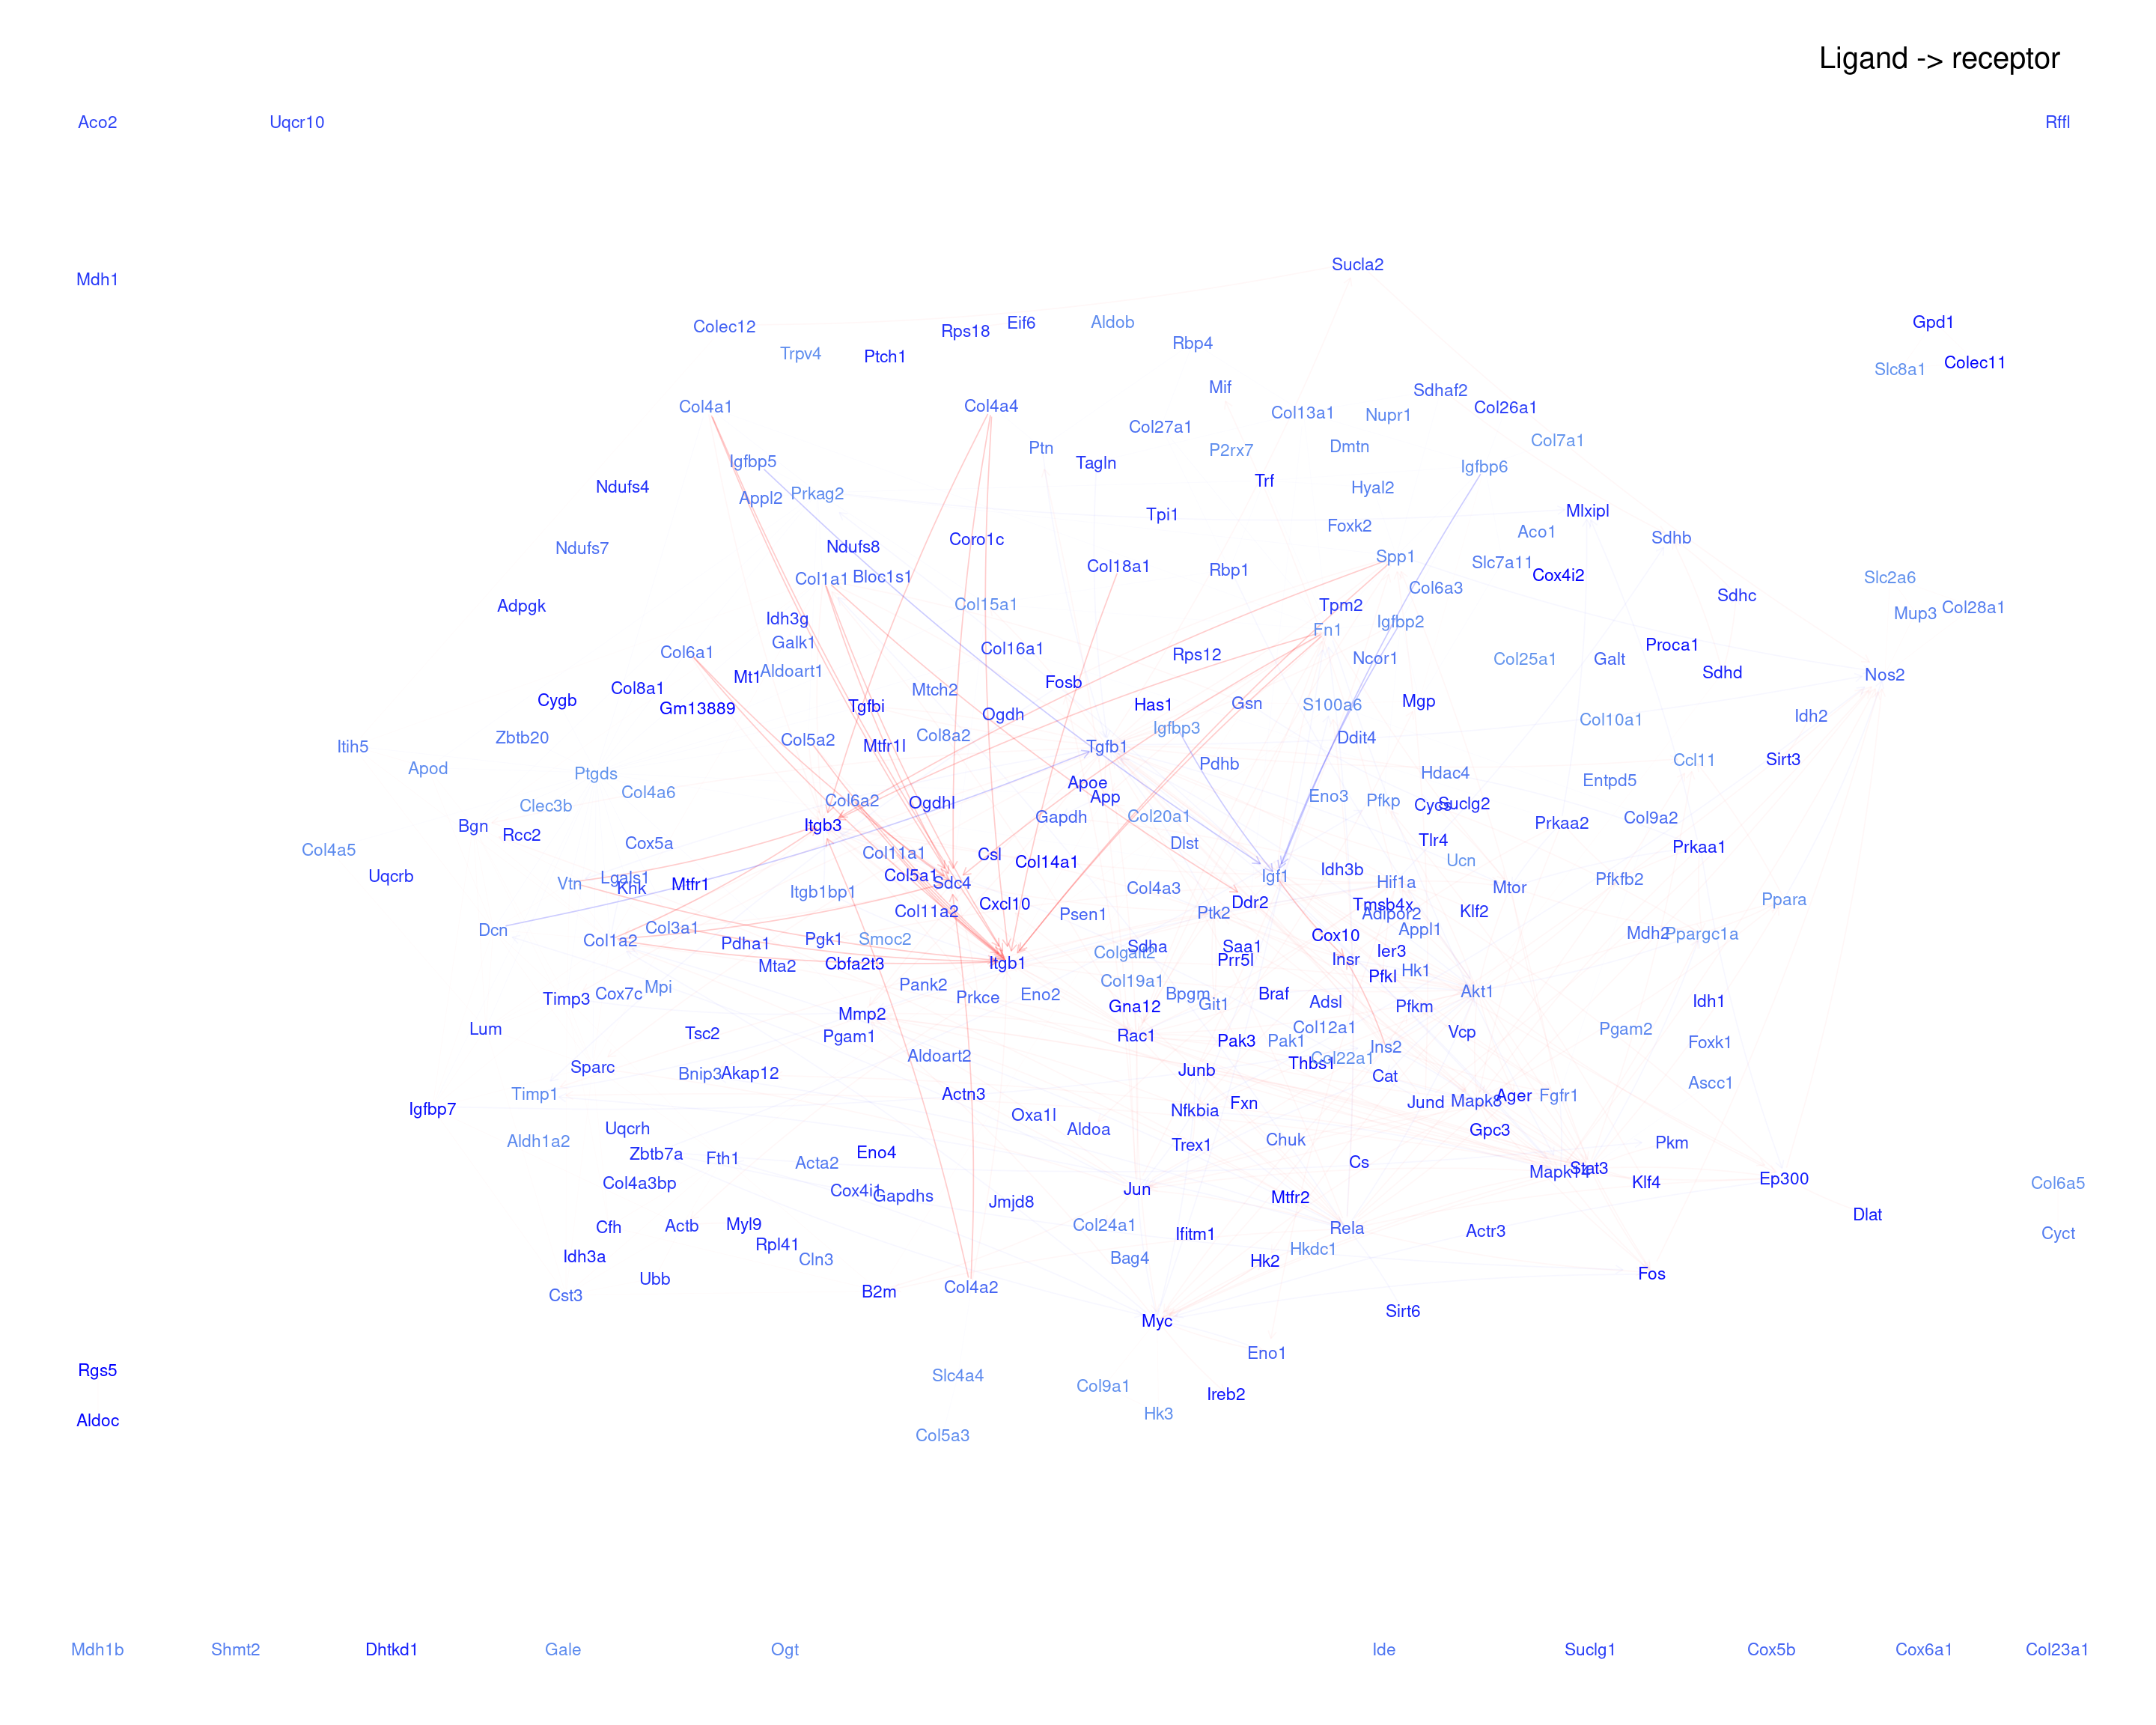 Ligand -> receptor
Aco2
Uqcr10
Rffl
Sucla2
Mdh1
Colec12
Rps18
Eif6
Aldob
Gpd1
Trpv4
Ptch1
Rbp4
Slc8a1
Colec11
Col4a1
Col4a4
Mif
Sdhaf2
Col26a1
Col13a1
Nupr1
Col27a1
Igfbp5
Ptn
Tagln
P2rx7
Dmtn
Col7a1
Igfbp6
Ndufs4
Appl2
Prkag2
Trf
Hyal2
Tpi1
Mlxipl
Foxk2
Aco1
Sdhb
Ndufs7
Ndufs8
Coro1c
Spp1
Slc7a11
Col1a1
Bloc1s1
Col18a1
Rbp1
Cox4i2
Slc2a6
Col6a3
Sdhc
Adpgk
Col15a1
Tpm2
Mup3
Col28a1
Idh3g
Fn1
Igfbp2
Galk1
Col6a1
Col16a1
Rps12
Ncor1
Col25a1
Galt
Proca1
Aldoart1
Mt1
Sdhd
Nos2
Cygb
Col8a1
Gm13889
Tgfbi
Mtch2
Fosb
Has1
Gsn
S100a6
Mgp
Ogdh
Igfbp3
Col10a1
Idh2
Itih5
Zbtb20
Col5a2
Mtfr1l
Col8a2
Tgfb1
Ddit4
Apod
Ptgds
Pdhb
Hdac4
Ccl11
Sirt3
Col4a6
Apoe
App
Entpd5
Clec3b
Col6a2
Ogdhl
Eno3
Pfkp
Cycs
Suclg2
Bgn
Rcc2
Itgb3
Gapdh
Col20a1
Prkaa2
Col9a2
Col4a5
Cox5a
Col11a1
Csl
Col14a1
Dlst
Tlr4
Prkaa1
Uqcrb
Vtn
Lgals1
Khk
Mtfr1
Itgb1bp1
Col5a1
Sdc4
Col4a3
Igf1
Idh3b
Ucn
Hif1a
Mtor
Pfkfb2
Col11a2
Cxcl10
Psen1
Ptk2
Ddr2
Tmsb4x
Adipor2
Klf2
Ppara
Dcn
Col1a2
Col3a1
Pdha1
Pgk1
Smoc2
Sdha
Colgalt2
Saa1
Prr5l
Cox10
Appl1
Mdh2
Ppargc1a
Mta2
Cbfa2t3
Itgb1
Insr
Ier3
Pfkl
Hk1
Timp3
Cox7c
Mpi
Pank2
Prkce
Eno2
Col19a1
Bpgm
Git1
Braf
Adsl
Pfkm
Akt1
Idh1
Lum
Tsc2
Mmp2
Pgam1
Gna12
Rac1
Pak3
Pak1
Col12a1
Vcp
Pgam2
Foxk1
Sparc
Bnip3
Akap12
Aldoart2
Junb
Thbs1
Col22a1
Ins2
Cat
Ascc1
Igfbp7
Timp1
Actn3
Nfkbia
Fxn
Jund
Mapk8
Ager
Fgfr1
Aldh1a2
Uqcrh
Oxa1l
Aldoa
Trex1
Chuk
Gpc3
Pkm
Zbtb7a
Fth1
Acta2
Eno4
Cs
Mapk14
Stat3
Klf4
Ep300
Col4a3bp
Cox4i1
Gapdhs
Jmjd8
Jun
Mtfr2
Col6a5
Cfh
Actb
Myl9
Col24a1
Ifitm1
Rela
Actr3
Dlat
Cyct
Idh3a
Rpl41
Cln3
Bag4
Hk2
Hkdc1
Fos
Cst3
Ubb
B2m
Col4a2
Myc
Sirt6
Eno1
Rgs5
Slc4a4
Col9a1
Ireb2
Aldoc
Hk3
Col5a3
Mdh1b
Shmt2
Dhtkd1
Gale
Ogt
Ide
Suclg1
Cox5b
Cox6a1
Col23a1